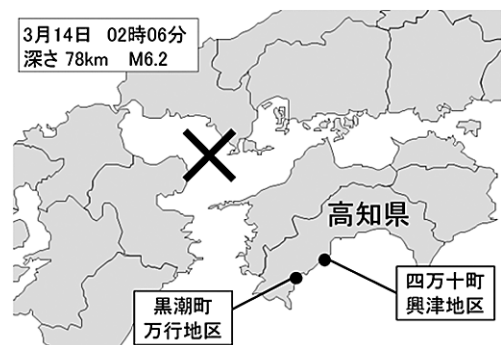 3月14日 02時06分
深さ 78km M6.2
高知県
黒潮町
万行地区
四万十町
興津地区